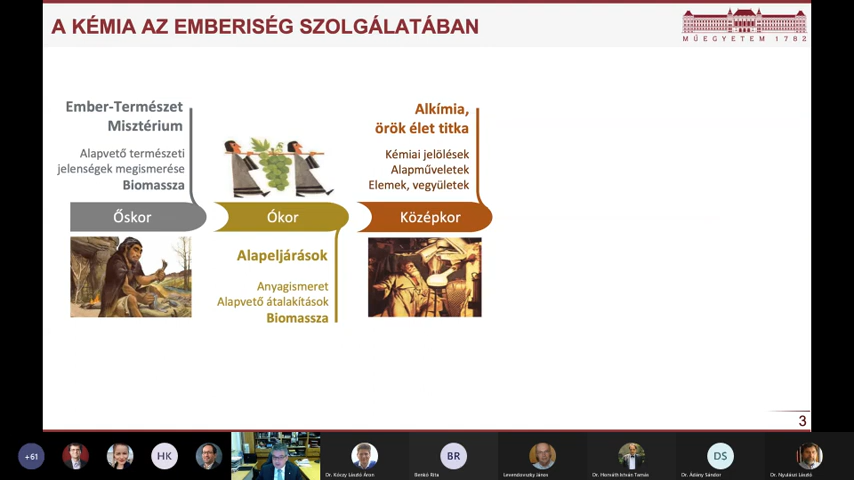 A KÉMIA AZ EMBERISÉG SZOLGÁLATÁBAN
MŰEGYETEM 1782
Ember-Természet
Misztérium
Alapvető természeti
jelenségek megismerése
Biomassza
Alkímia,
örök élet titka
Kémiai jelölések
Alapműveletek
Elemek, vegyületek
Őskor
Ókor
Középkor
Alapeljárások
Anyagismeret
Alapvető átalakítások
Biomassza
3
+61
HK
BR
DS
Dr. Kóczy László Áron
Benkó Rita
Levendovszky János
Dr. Horváth István Tamás
Dr. Adány Sándor
Dr. Nyulászi László